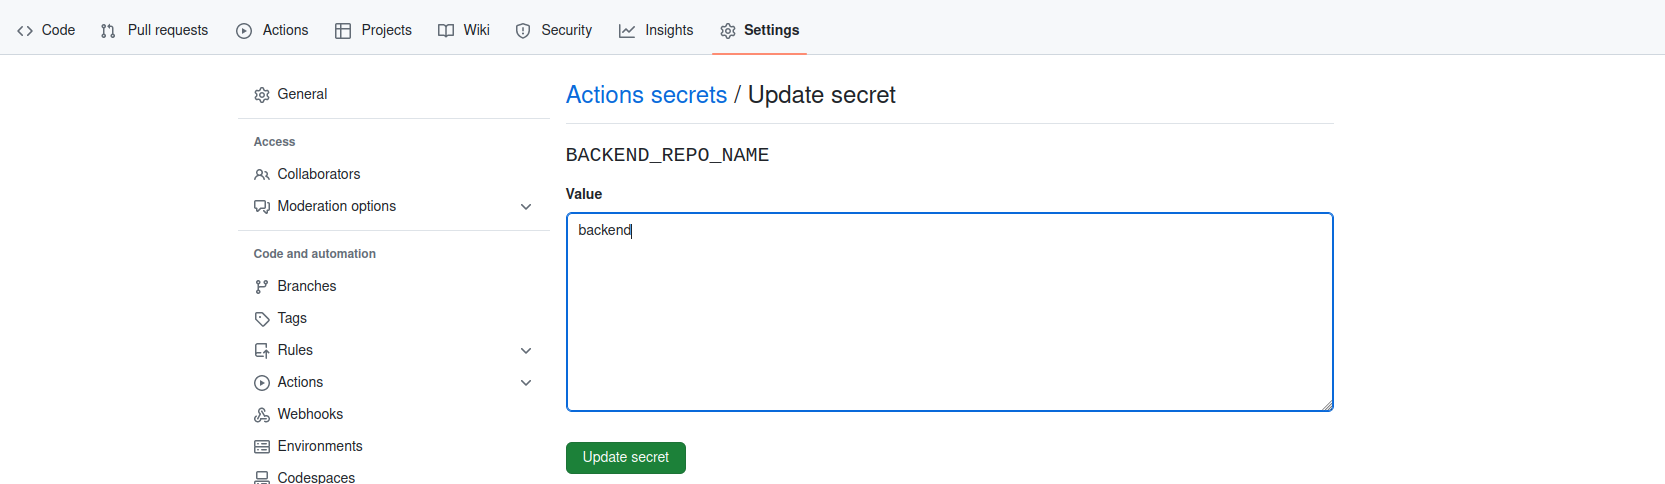 Code Pull requests Actions Projects Wiki Security Insights Settings
General
Access
Collaborators
Moderation options
Code and automation
Branches
Tags
Rules
Actions
Webhooks
Environments
Codespaces
Actions secrets / Update secret
BACKEND_REPO_NAME
Value
backend
Update secret